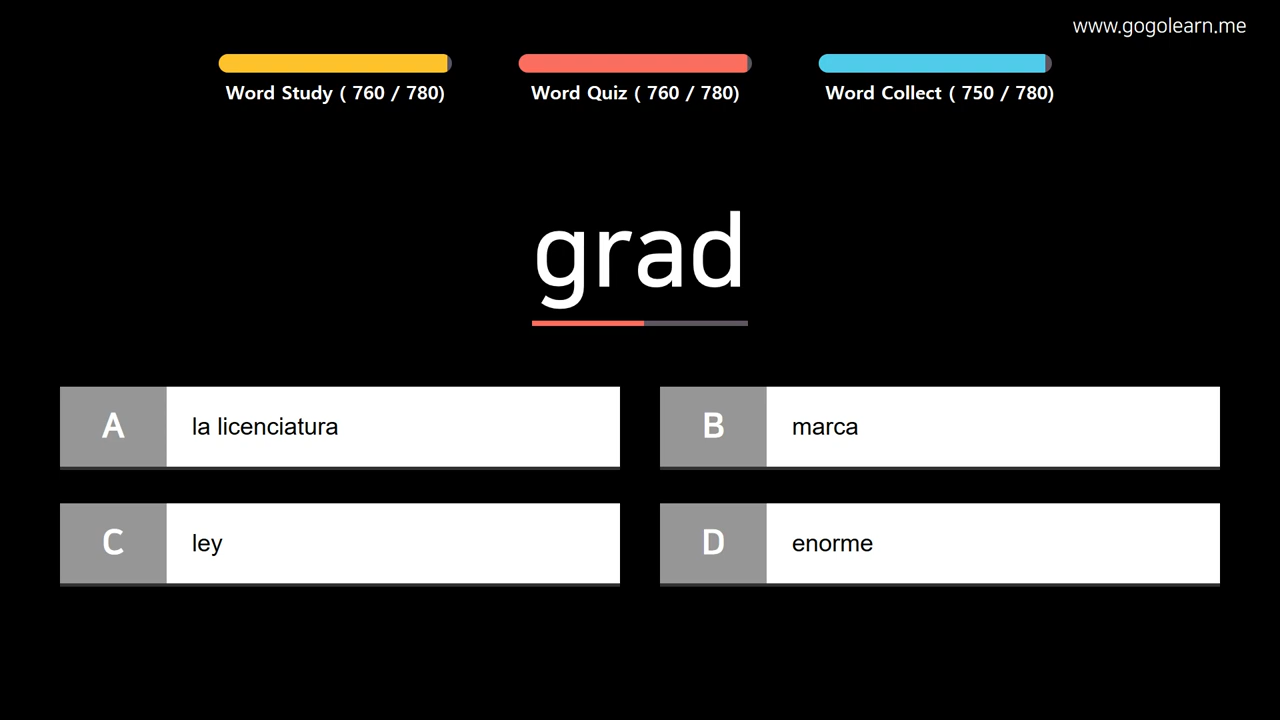 www.gogolearn.me
Word Study ( 760 / 780)
Word Quiz ( 760 / 780)
Word Collect ( 750 / 780)
grad
A la licenciatura
B marca
C ley
D enorme